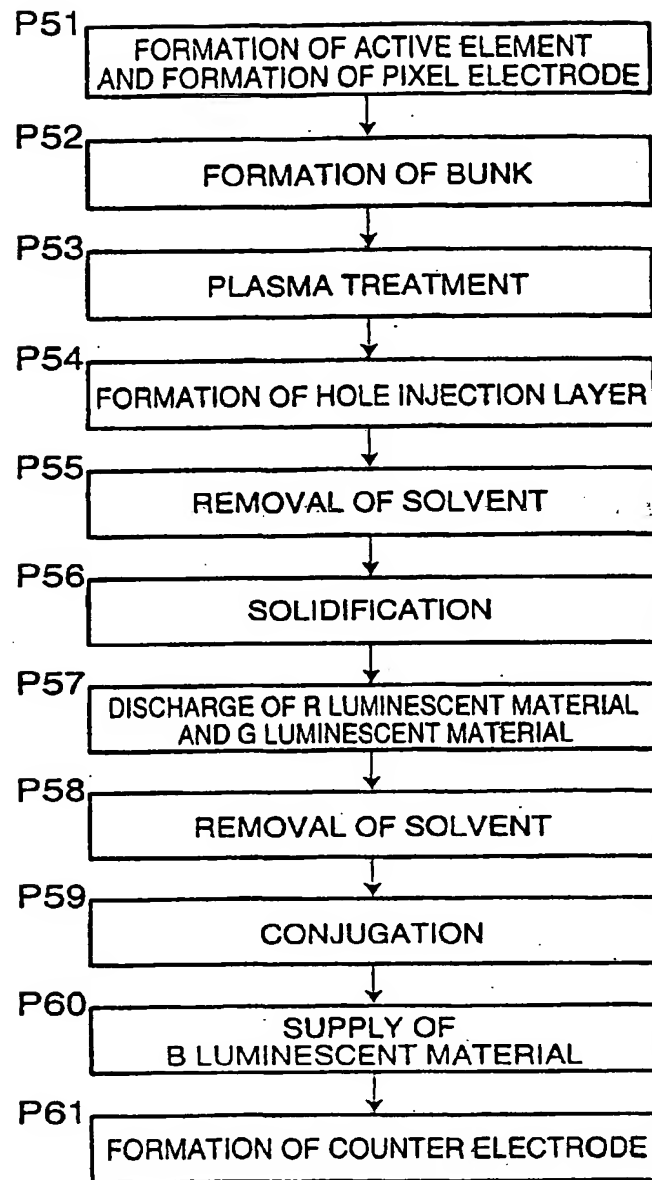 P51
FORMATION OF ACTIVE ELEMENT
AND FORMATION OF PIXEL ELECTRODE
P52
FORMATION OF BUNK
P53
PLASMA TREATMENT
P54
FORMATION OF HOLE INJECTION LAYER
P55
REMOVAL OF SOLVENT
P56
SOLIDIFICATION
P57
DISCHARGE OF R LUMINESCENT MATERIAL
AND G LUMINESCENT MATERIAL
P58
REMOVAL OF SOLVENT
P59
CONJUGATION
P60
SUPPLY OF
B LUMINESCENT MATERIAL
P61
FORMATION OF COUNTER ELECTRODE